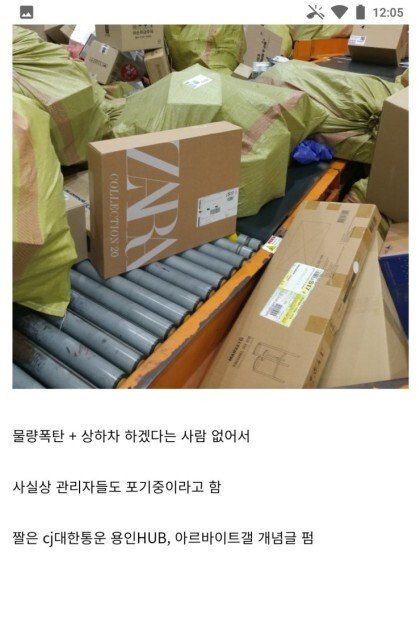 12:05
ZARA
COLLECTION 20
물량폭탄 + 상하차 하겠다는 사람 없어서
사실상 관리자들도 포기중이라고 함
짤은 cj대한통운 용인HUB, 아르바이트갤 개념글 펌